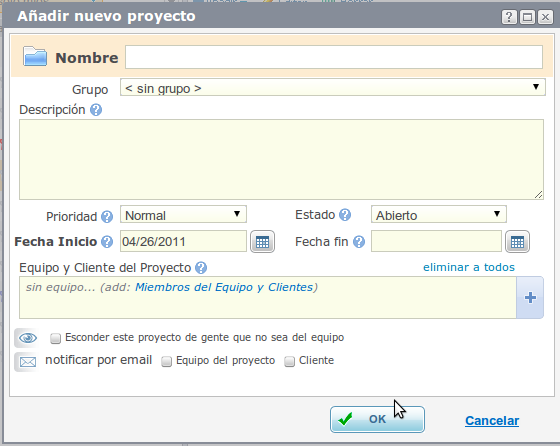 Añadir nuevo proyecto
Nombre
Grupo < sin grupo >
Descripción ?
Prioridad ? Normal Estado ? Abierto
Fecha Inicio ? 04/26/2011 Fecha fin ?
Equipo y Cliente del Proyecto ? eliminar a todos
sin equipo... (add: Miembros del Equipo y Clientes)
Esconder este proyecto de gente que no sea del equipo
notificar por email Equipo del proyecto Cliente
OK Cancelar